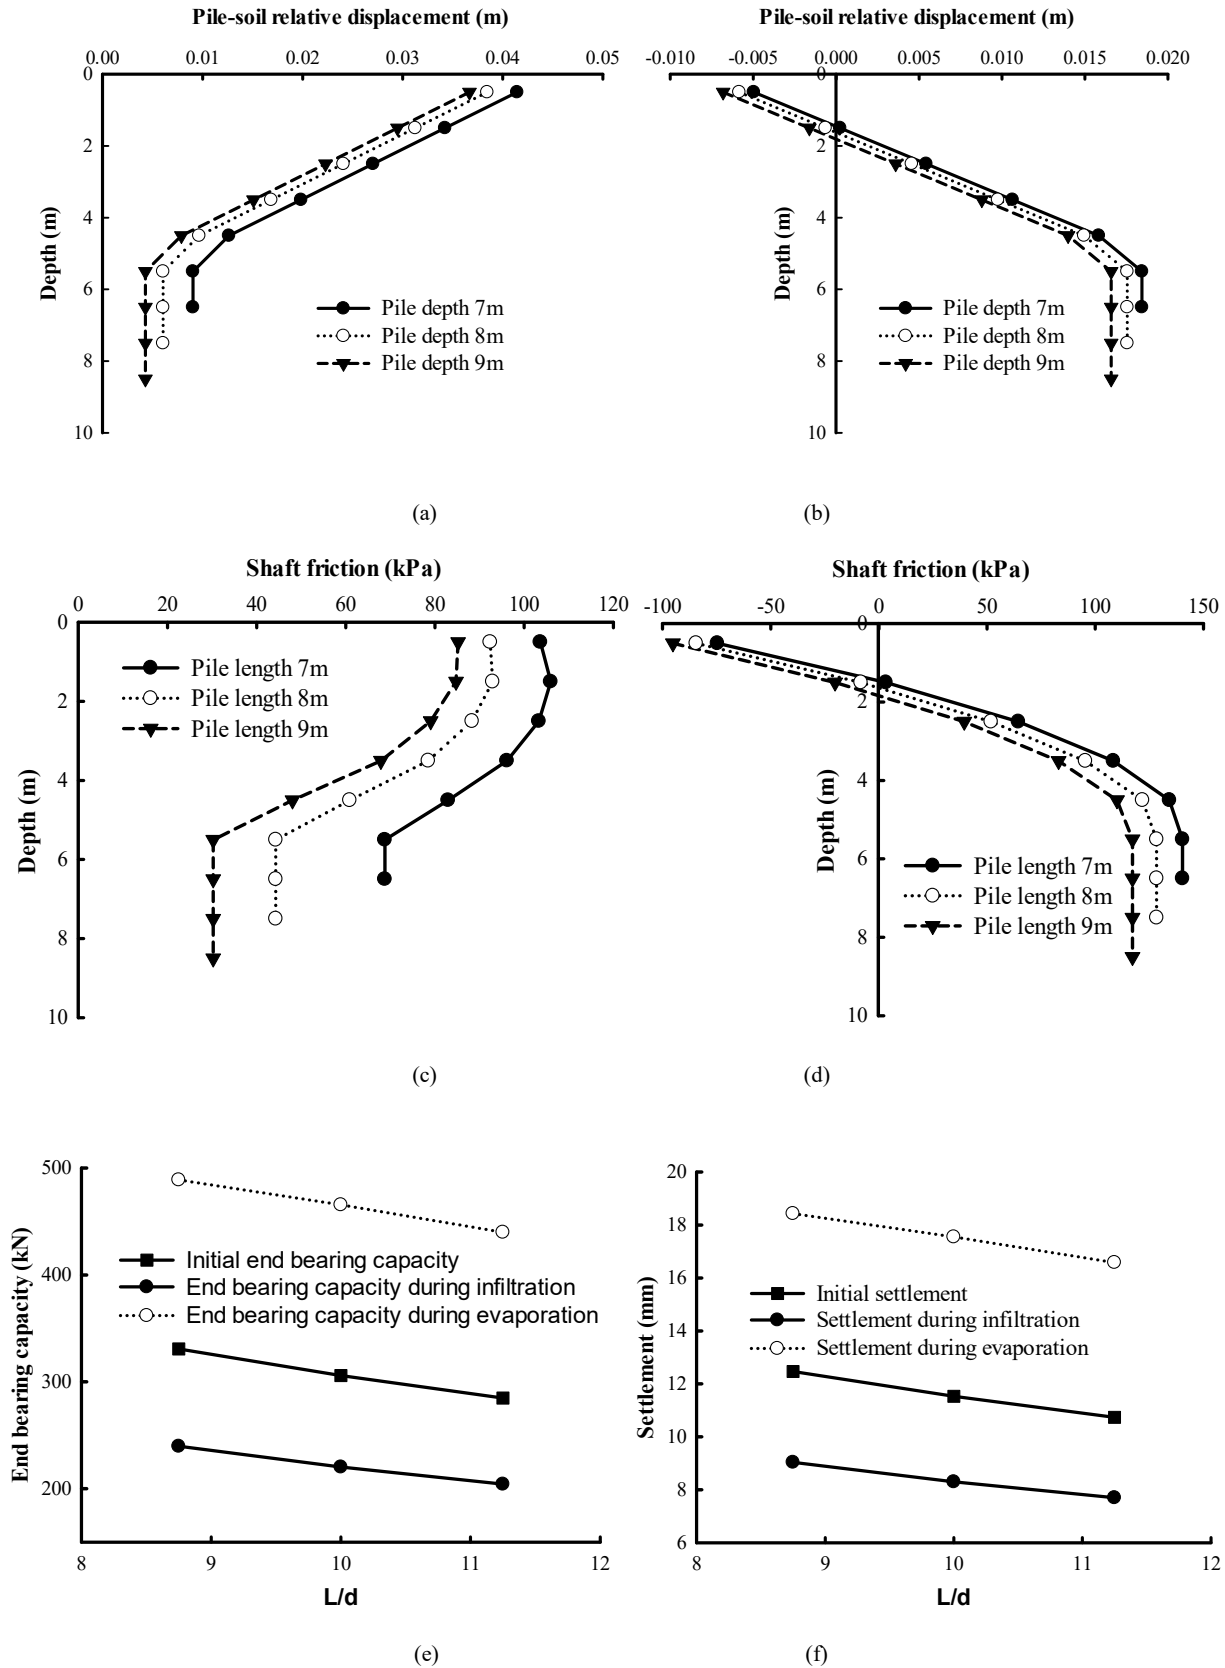 Pile-soil relative displacement (m)
0.00 0.01 0.02 0.03 0.04 0.05
0
2
4
6
8
10
Depth (m)
Pile depth 7m
Pile depth 8m
Pile depth 9m
(a)
Pile-soil relative displacement (m)
-0.010 -0.005 0.000 0.005 0.010 0.015 0.020
0
2
4
6
8
10
Depth (m)
Pile depth 7m
Pile depth 8m
Pile depth 9m
(b)
Shaft friction (kPa)
0 20 40 60 80 100 120
0
2
4
6
8
10
Depth (m)
Pile length 7m
Pile length 8m
Pile length 9m
(c)
Shaft friction (kPa)
-100 -50 0 50 100 150
0
2
4
6
8
10
Depth (m)
Pile length 7m
Pile length 8m
Pile length 9m
(d)
500
400
300
200
End bearing capacity (kN)
Initial end bearing capacity
End bearing capacity during infiltration
End bearing capacity during evaporation
8 9 10 11 12
L/d
(e)
20
18
16
14
12
10
8
6
Settlement (mm)
Initial settlement
Settlement during infiltration
Settlement during evaporation
8 9 10 11 12
L/d
(f)